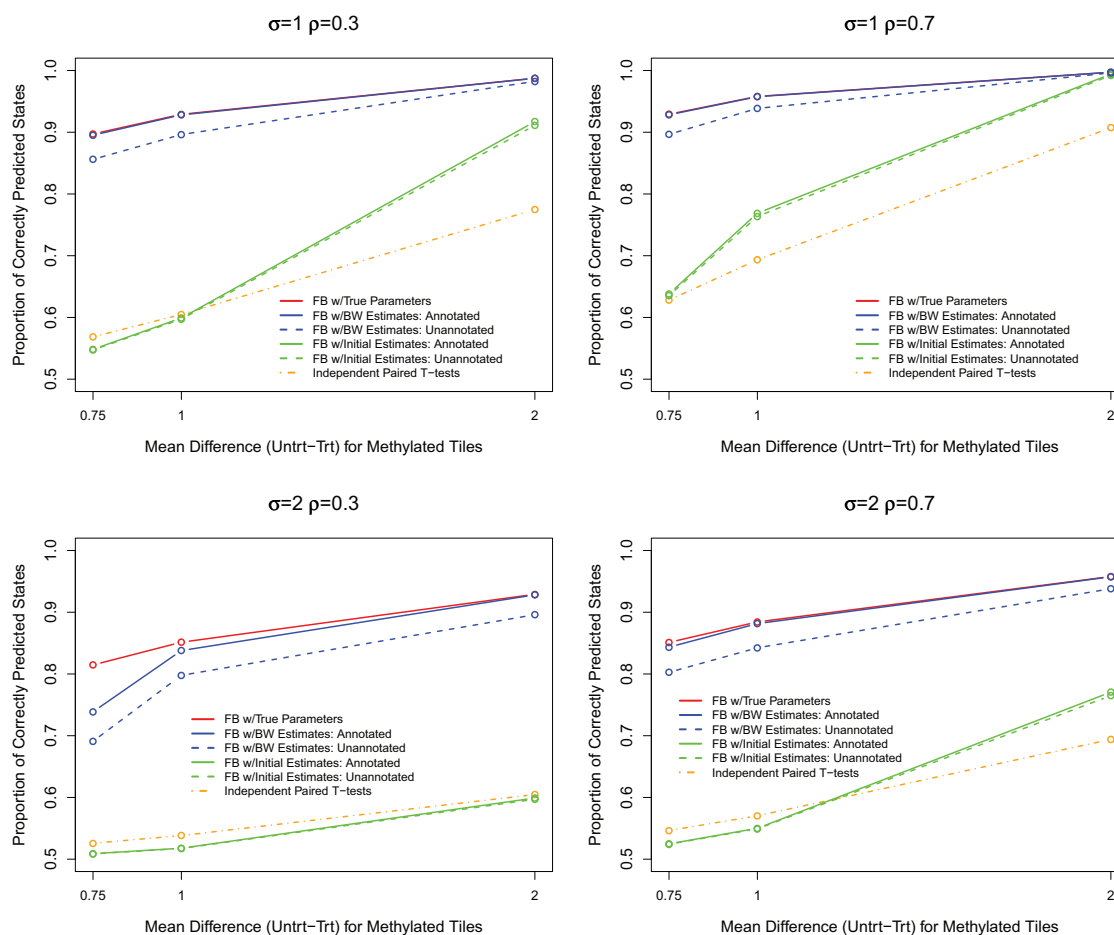 σ=1 ρ=0.3
Proportion of Correctly Predicted States
1.0
0.9
0.8
0.7
0.6
0.5
FB w/True Parameters
FB w/BW Estimates: Annotated
FB w/BW Estimates: Unannotated
FB w/Initial Estimates: Annotated
FB w/Initial Estimates: Unannotated
Independent Paired T−tests
0.75 1 2
Mean Difference (Untrt−Trt) for Methylated Tiles
σ=1 ρ=0.7
Proportion of Correctly Predicted States
1.0
0.9
0.8
0.7
0.6
0.5
FB w/True Parameters
FB w/BW Estimates: Annotated
FB w/BW Estimates: Unannotated
FB w/Initial Estimates: Annotated
FB w/Initial Estimates: Unannotated
Independent Paired T−tests
0.75 1 2
Mean Difference (Untrt−Trt) for Methylated Tiles
σ=2 ρ=0.3
Proportion of Correctly Predicted States
1.0
0.9
0.8
0.7
0.6
0.5
FB w/True Parameters
FB w/BW Estimates: Annotated
FB w/BW Estimates: Unannotated
FB w/Initial Estimates: Annotated
FB w/Initial Estimates: Unannotated
Independent Paired T−tests
0.75 1 2
Mean Difference (Untrt−Trt) for Methylated Tiles
σ=2 ρ=0.7
Proportion of Correctly Predicted States
1.0
0.9
0.8
0.7
0.6
0.5
FB w/True Parameters
FB w/BW Estimates: Annotated
FB w/BW Estimates: Unannotated
FB w/Initial Estimates: Annotated
FB w/Initial Estimates: Unannotated
Independent Paired T−tests
0.75 1 2
Mean Difference (Untrt−Trt) for Methylated Tiles